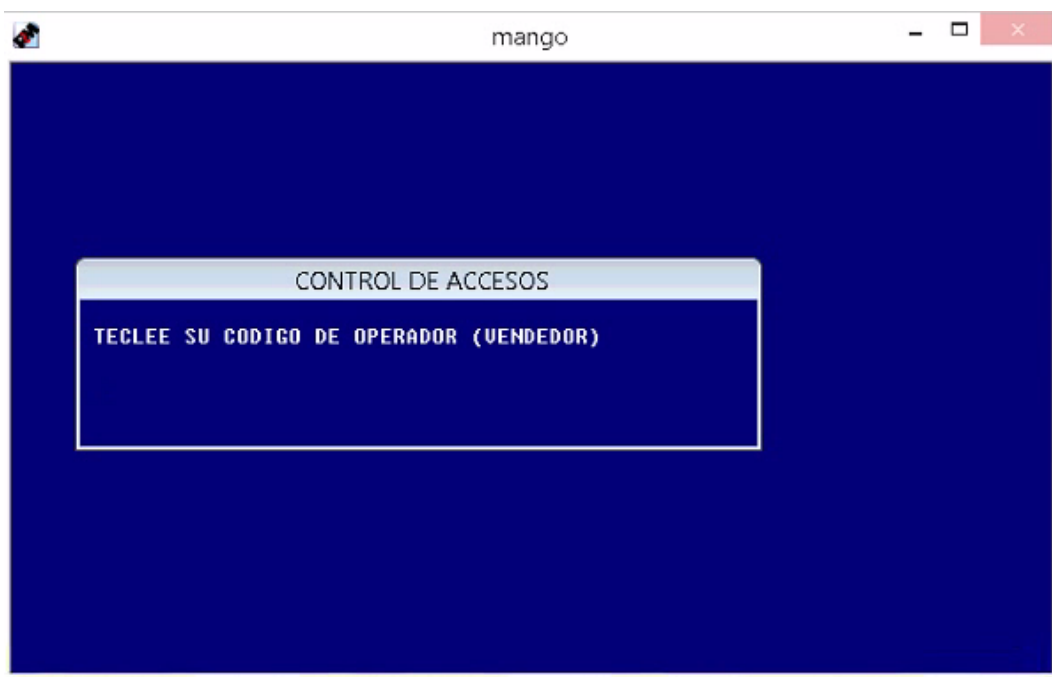 mango
CONTROL DE ACCESOS
TECLEE SU CODIGO DE OPERADOR (VENDEDOR)